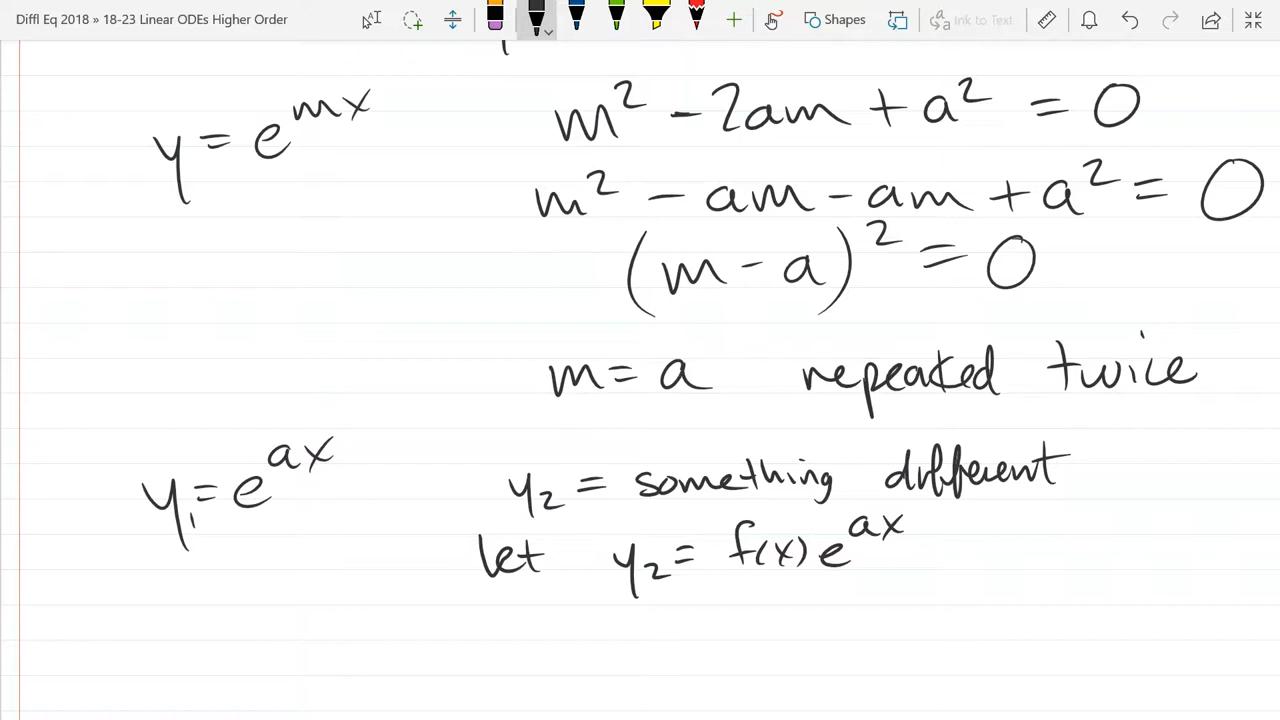 Diffl Eq 2018 » 18-23 Linear ODEs Higher Order
Shapes
Ink to Text
y = e^{mx}
m² - 2am + a² = 0
m² - am - am + a² = 0
(m - a)² = 0
m = a repeated twice
y₁ = e^{ax}
y₂ = something different
let y₂ = f(x) e^{ax}